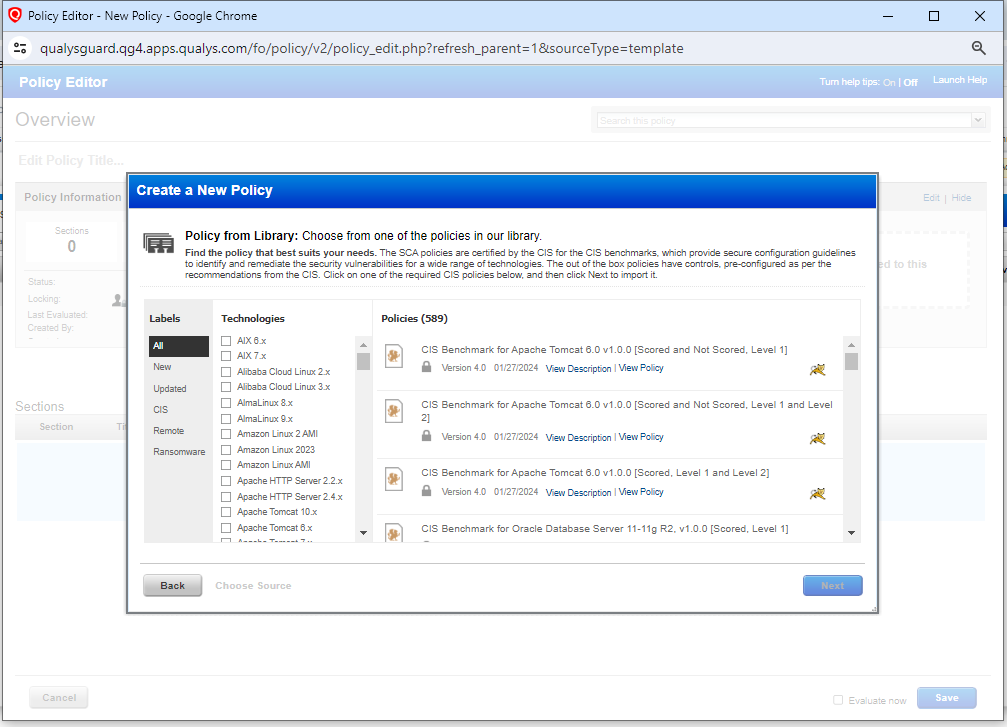 Policy Editor - New Policy - Google Chrome
qualysguard.qg4.apps.qualys.com/fo/policy/v2/policy_edit.php?refresh_parent=1&sourceType=template
Policy Editor
Turn help tips: On | Off
Launch Help
Overview
Search this policy
Edit Policy Title...
Policy Information
Edit | Hide
Sections
0
Status:
Locking:
Last Evaluated:
Created By:
ed to this
Sections
Section
Create a New Policy
Policy from Library: Choose from one of the policies in our library.
Find the policy that best suits your needs. The SCA policies are certified by the CIS for the CIS benchmarks, which provide secure configuration guidelines
to identify and remediate the security vulnerabilities for a wide range of technologies. The out of the box policies have controls, pre-configured as per the
recommendations from the CIS. Click on one of the required CIS policies below, and then click Next to import it.
Labels
All
New
Updated
CIS
Remote
Ransomware
Technologies
AIX 6.x
AIX 7.x
Alibaba Cloud Linux 2.x
Alibaba Cloud Linux 3.x
AlmaLinux 8.x
AlmaLinux 9.x
Amazon Linux 2 AMI
Amazon Linux 2023
Amazon Linux AMI
Apache HTTP Server 2.2.x
Apache HTTP Server 2.4.x
Apache Tomcat 10.x
Apache Tomcat 6.x
Apache Tomcat 7.x
Policies (589)
CIS Benchmark for Apache Tomcat 6.0 v1.0.0 [Scored and Not Scored, Level 1]
Version 4.0 01/27/2024 View Description | View Policy
CIS Benchmark for Apache Tomcat 6.0 v1.0.0 [Scored and Not Scored, Level 1 and Level
2]
Version 4.0 01/27/2024 View Description | View Policy
CIS Benchmark for Apache Tomcat 6.0 v1.0.0 [Scored, Level 1 and Level 2]
Version 4.0 01/27/2024 View Description | View Policy
CIS Benchmark for Oracle Database Server 11-11g R2, v1.0.0 [Scored, Level 1]
Back
Choose Source
Next
Cancel
Evaluate now
Save